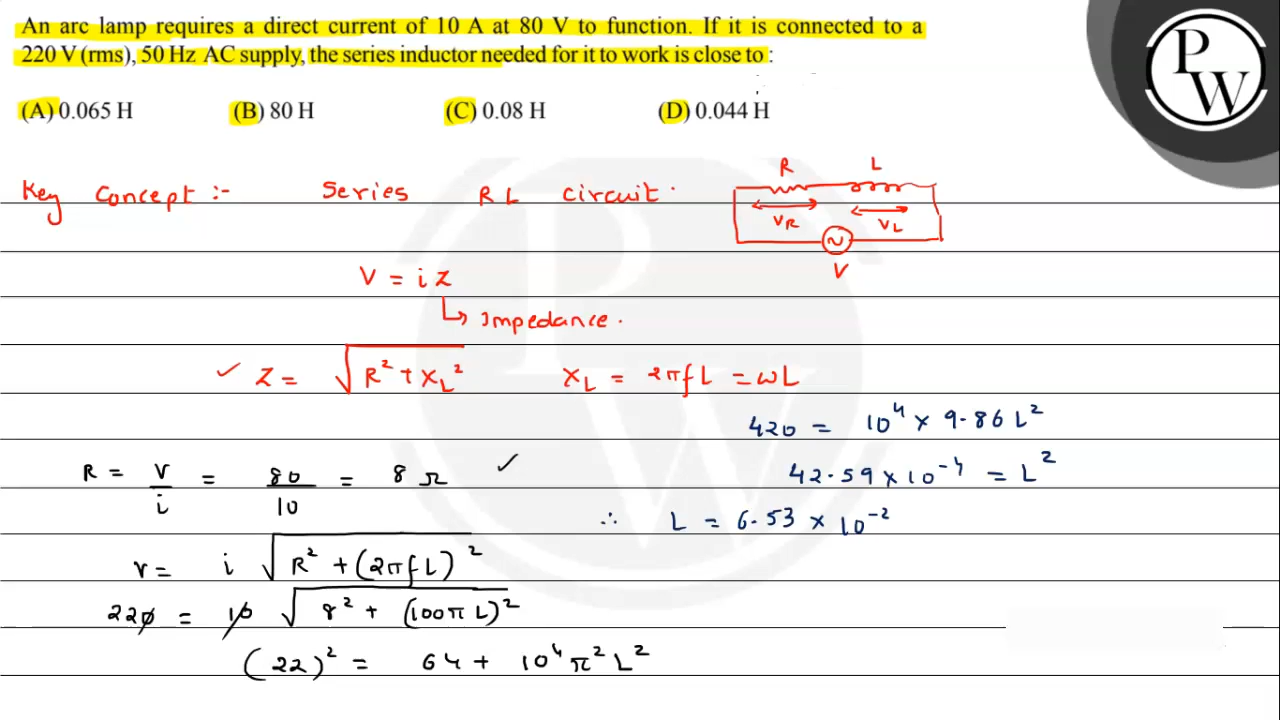 An arc lamp requires a direct current of 10 A at 80 V to function. If it is connected to a
220 V (rms), 50 Hz AC supply, the series inductor needed for it to work is close to :
(A) 0.065 H (B) 80 H (C) 0.08 H (D) 0.044 H
P
W
Key Concept :- Series RL circuit.
R L
VR VL
V
V = i Z
↳ Impedance.
✓ Z = √(R² + X_L²) X_L = 2πfL = ωL
420 = 10⁴ × 9.86 L²
R = V/i = 80/10 = 8 Ω ✓
42.59 × 10⁻⁴ = L²
∴ L = 6.53 × 10⁻²
V = i √(R² + (2πfL)²)
220 = 10 √(8² + (100π L)²)
(22)² = 64 + 10⁴ π² L²